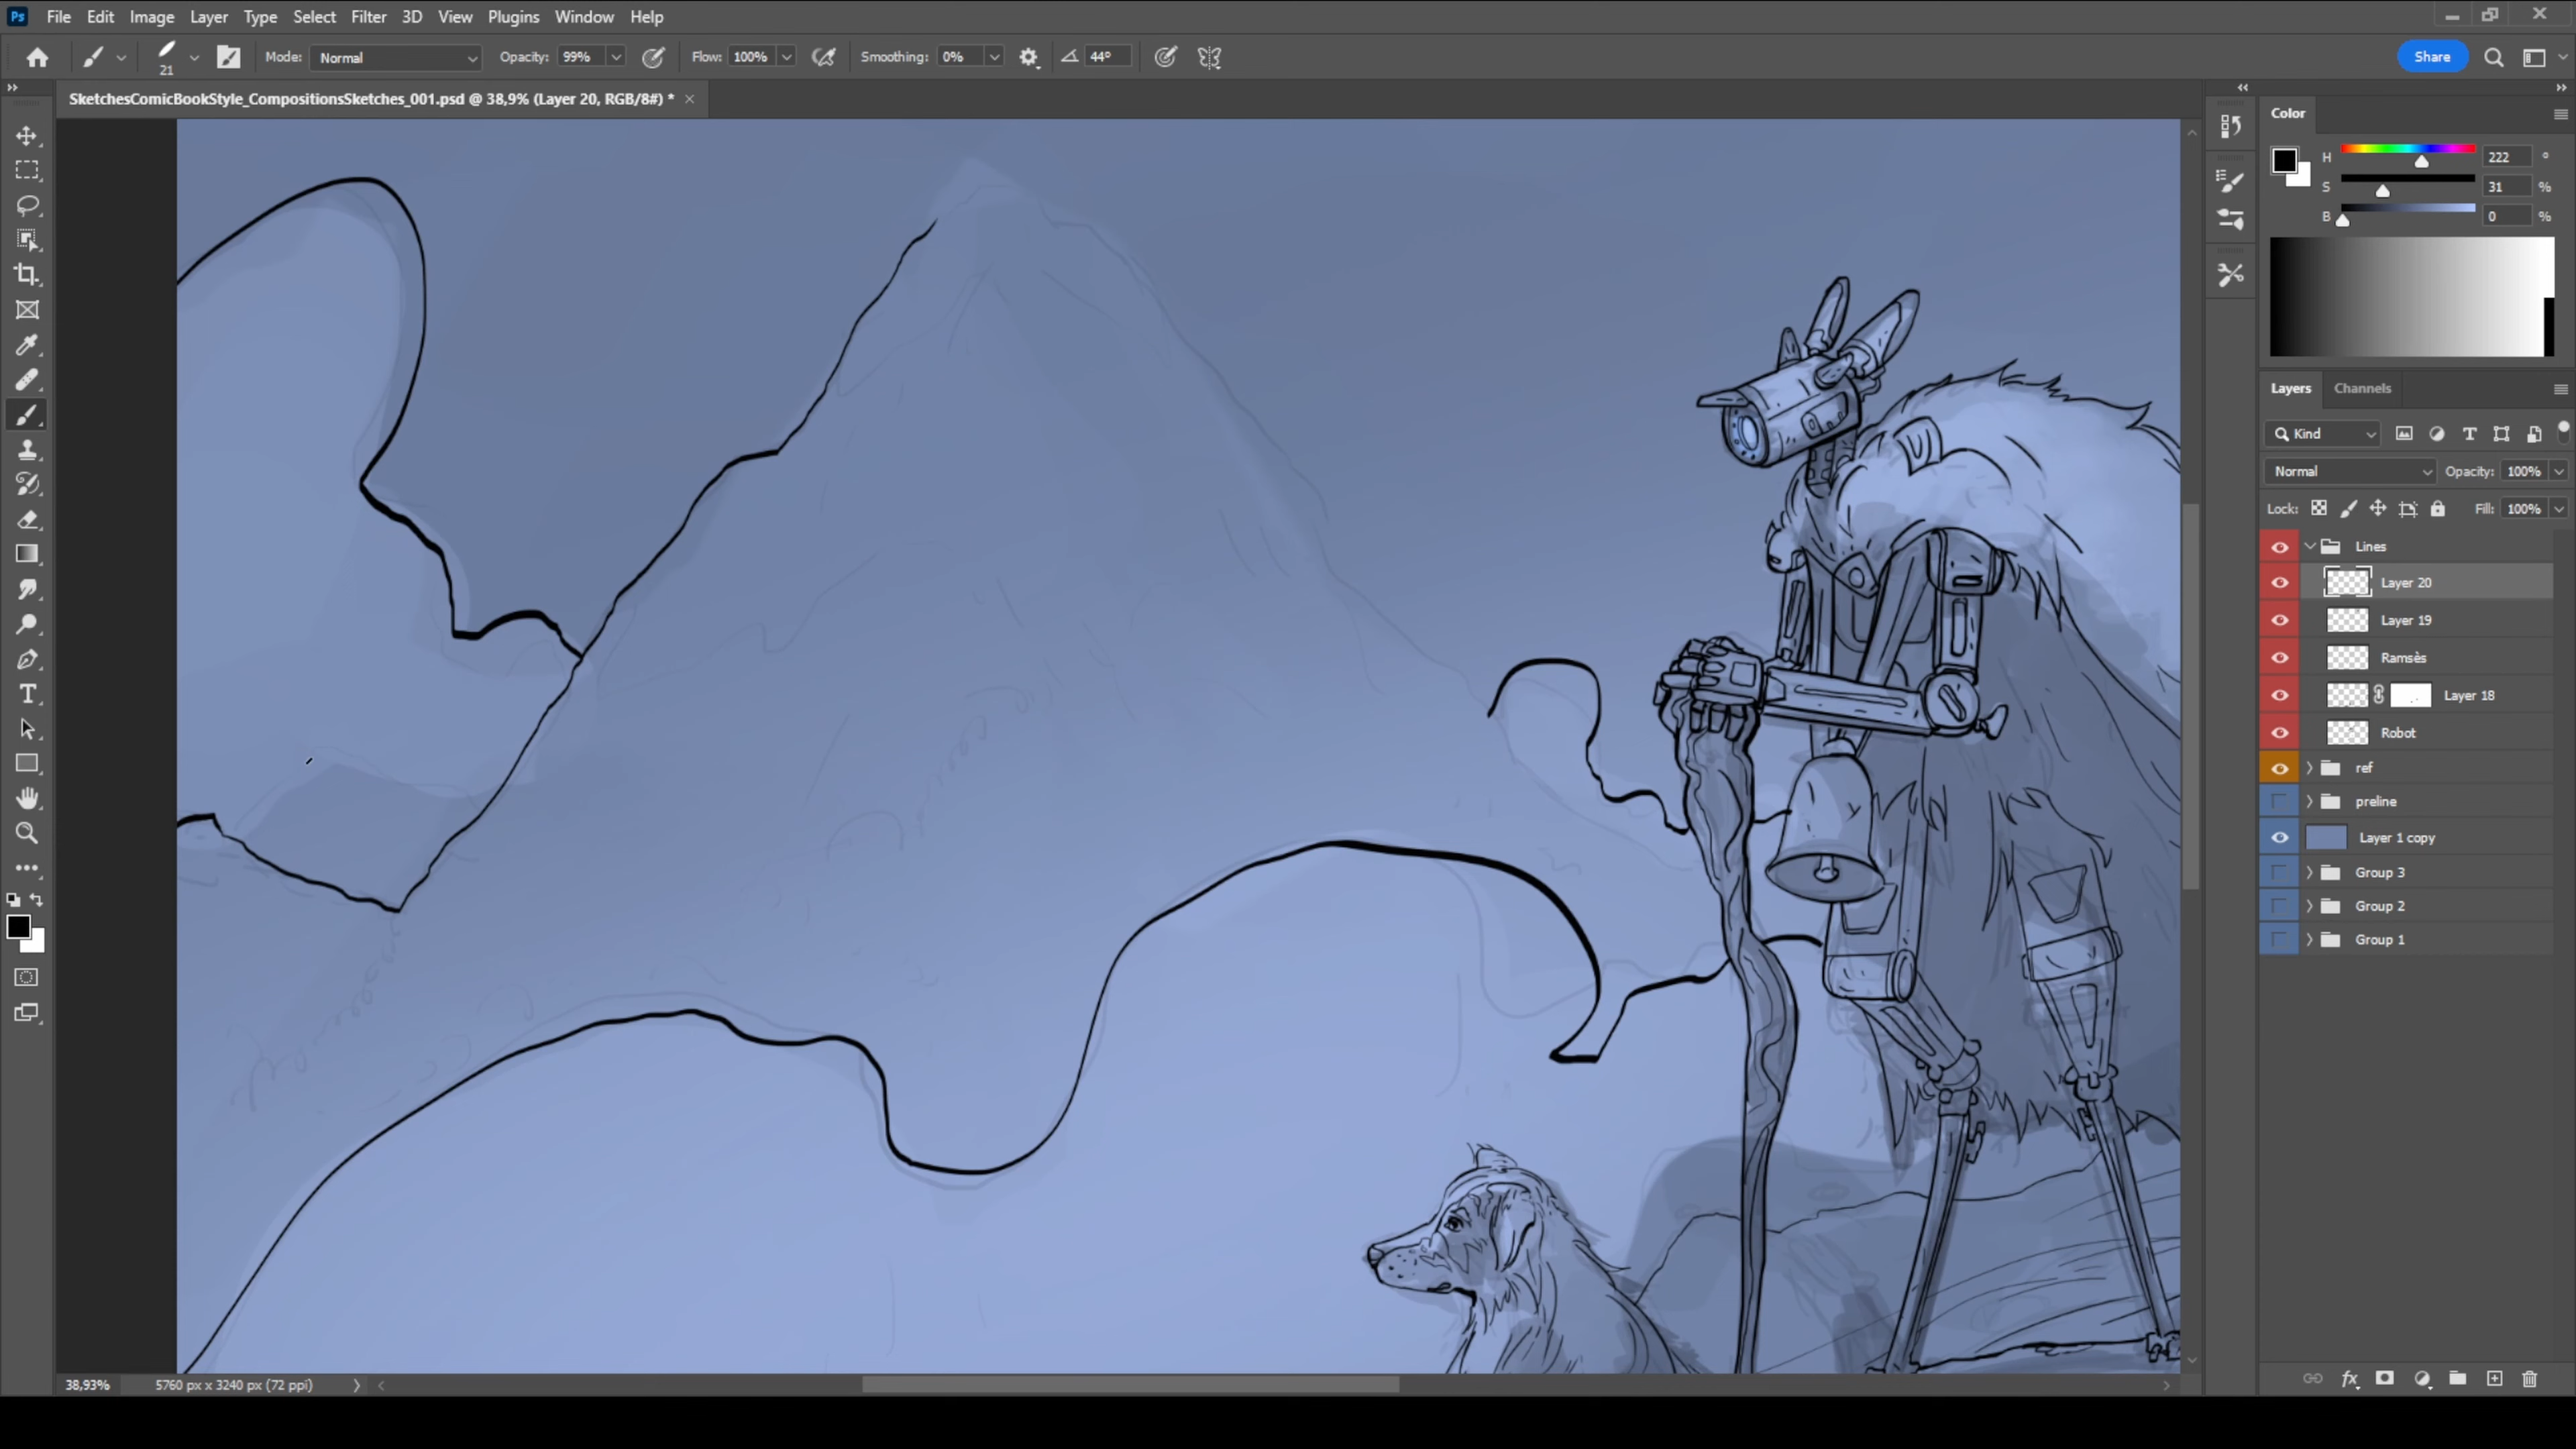 Ps File Edit Image Layer Type Select Filter 3D View Plugins Window Help
21 Mode: Normal Opacity: 99% Flow: 100% Smoothing: 0% 44° Share
SketchesComicBookStyle_CompositionsSketches_001.psd @ 38,9% (Layer 20, RGB/8#) * ×
Color
H 222 °
S 31 %
B 0 %
Layers Channels
Kind
Normal Opacity: 100%
Lock: Fill: 100%
Lines
Layer 20
Layer 19
Ramsès
Layer 18
Robot
ref
preline
Layer 1 copy
Group 3
Group 2
Group 1
38,93% 5760 px x 3240 px (72 ppi)
fx